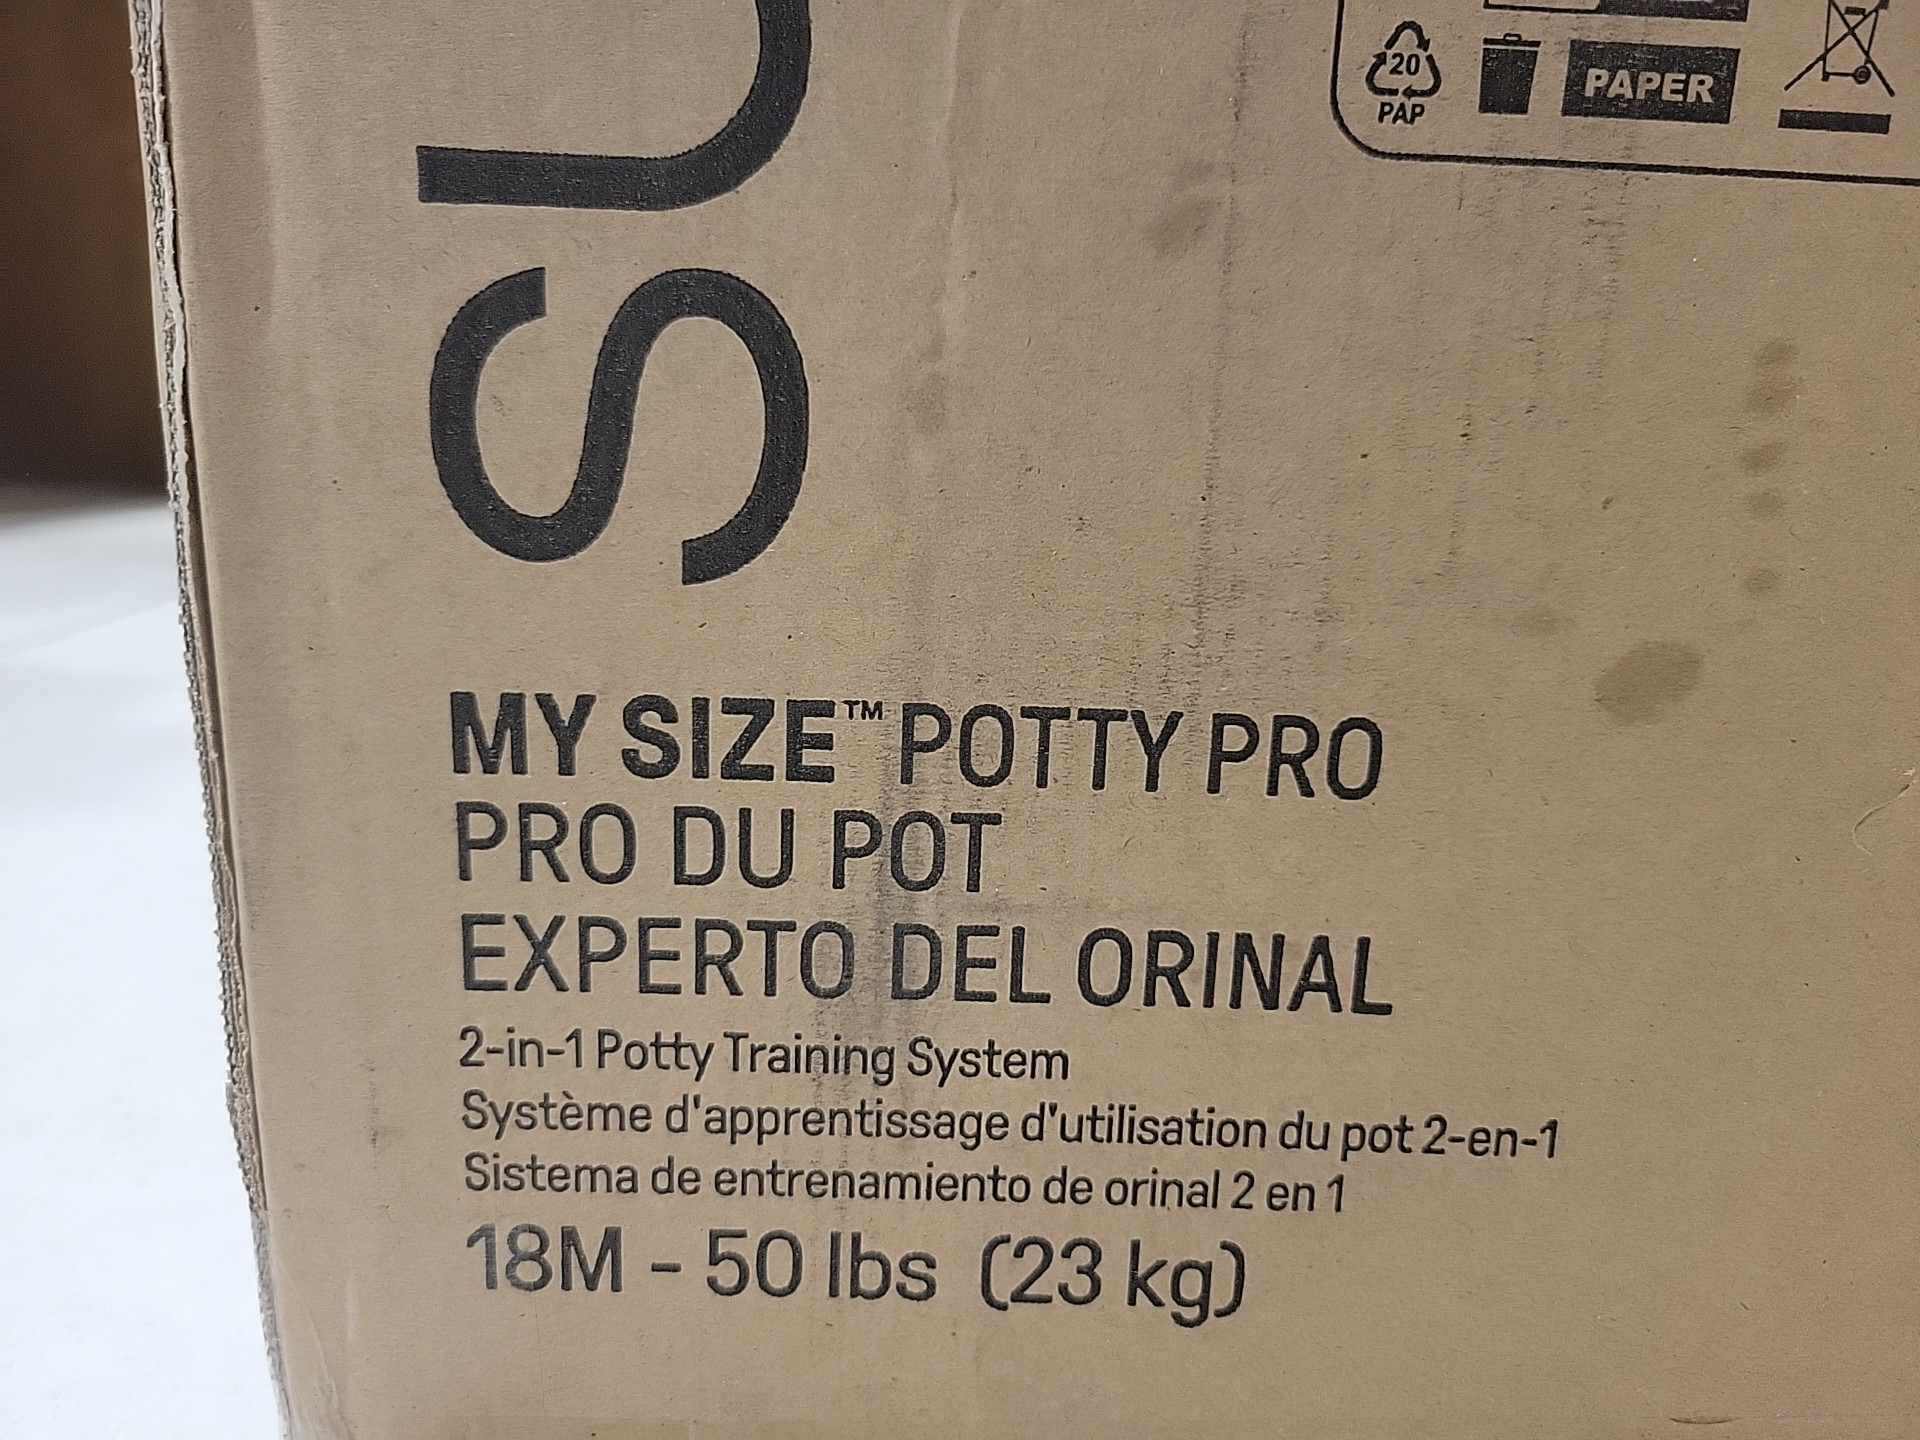 SU
20
PAP
PAPER
MY SIZE™ POTTY PRO
PRO DU POT
EXPERTO DEL ORINAL
2-in-1 Potty Training System
Système d'apprentissage d'utilisation du pot 2-en-1
Sistema de entrenamiento de orinal 2 en 1
18M - 50 lbs (23 kg)